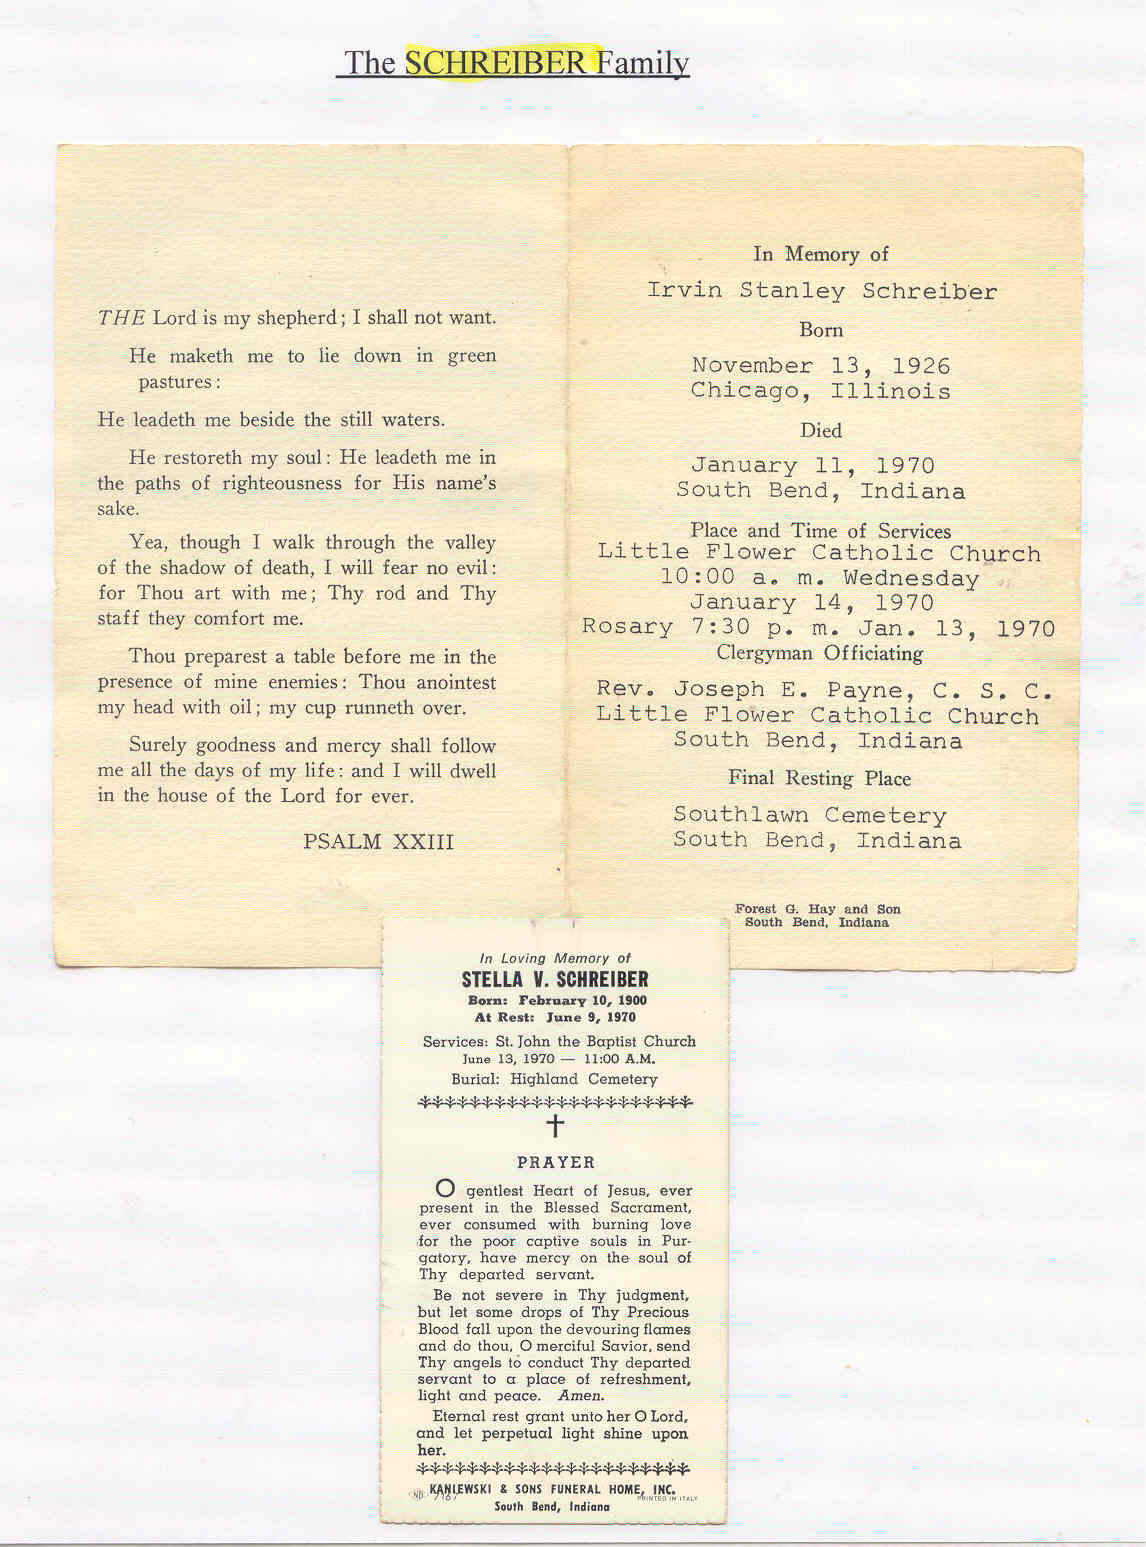 The SCHREIBER Family
THE Lord is my shepherd; I shall not want.
He maketh me to lie down in green
pastures:
He leadeth me beside the still waters.
He restoreth my soul: He leadeth me in
the paths of righteousness for His name's
sake.
Yea, though I walk through the valley
of the shadow of death, I will fear no evil:
for Thou art with me; Thy rod and Thy
staff they comfort me.
Thou preparest a table before me in the
presence of mine enemies: Thou anointest
my head with oil; my cup runneth over.
Surely goodness and mercy shall follow
me all the days of my life: and I will dwell
in the house of the Lord for ever.
PSALM XXIII
In Memory of
Irvin Stanley Schreiber
Born
November 13, 1926
Chicago, Illinois
Died
January 11, 1970
South Bend, Indiana
Place and Time of Services
Little Flower Catholic Church
10:00 a. m. Wednesday
January 14, 1970
Rosary 7:30 p. m. Jan. 13, 1970
Clergyman Officiating
Rev. Joseph E. Payne, C. S. C.
Little Flower Catholic Church
South Bend, Indiana
Final Resting Place
Southlawn Cemetery
South Bend, Indiana
Forest G. Hay and Son
South Bend, Indiana
In Loving Memory of
STELLA V. SCHREIBER
Born: February 10, 1900
At Rest: June 9, 1970
Services: St. John the Baptist Church
June 13, 1970 — 11:00 A.M.
Burial: Highland Cemetery
PRAYER
O gentlest Heart of Jesus, ever
present in the Blessed Sacrament,
ever consumed with burning love
for the poor captive souls in Pur-
gatory, have mercy on the soul of
Thy departed servant.
Be not severe in Thy judgment,
but let some drops of Thy Precious
Blood fall upon the devouring flames
and do thou, O merciful Savior, send
Thy angels to conduct Thy departed
servant to a place of refreshment,
light and peace. Amen.
Eternal rest grant unto her O Lord,
and let perpetual light shine upon
her.
KANIEWSKI & SONS FUNERAL HOME, INC.
PRINTED IN ITALY
South Bend, Indiana